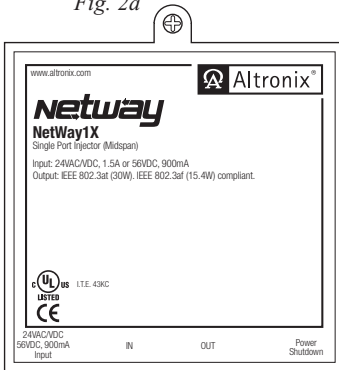 Fig. 2a
www.altronix.com
Altronix®
Netway
NetWay1X
Single Port Injector (Midspan)
Input: 24VAC/VDC, 1.5A or 56VDC, 900mA
Output: IEEE 802.3at (30W). IEEE 802.3af (15.4W) compliant.
C UL US I.T.E. 43KC
LISTED
CE
24VAC/VDC
56VDC, 900mA
Input
IN
OUT
Power
Shutdown